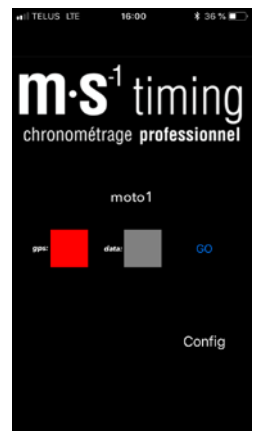 TELUS LTE 16:00 36 %
m·s-1 timing
chronométrage professionnel
moto1
gps: data: GO
Config